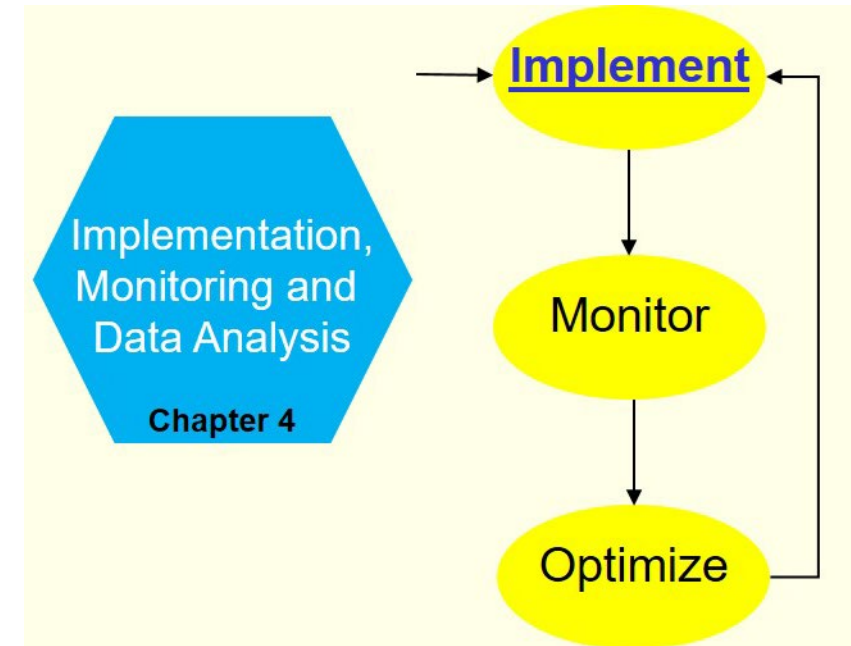 Implementation,
Monitoring and
Data Analysis
Chapter 4
Implement
Monitor
Optimize